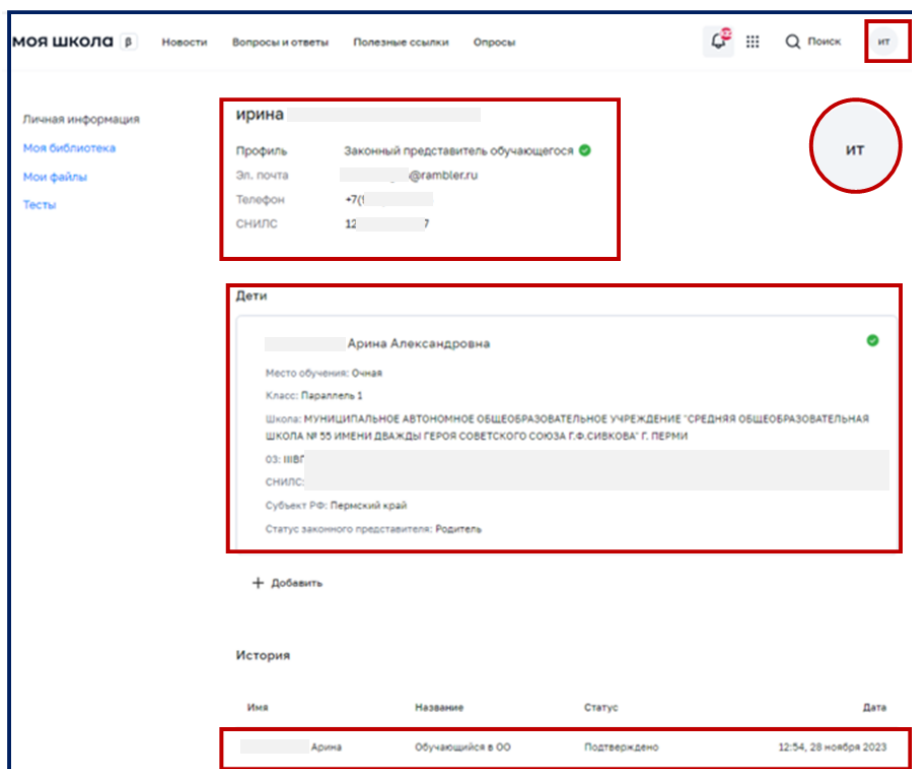 моя школа β Новости Вопросы и ответы Полезные ссылки Опросы Поиск ИТ
Личная информация
Моя библиотека
Мои файлы
Тесты
ирина
Профиль Законный представитель обучающегося
Эл. почта @rambler.ru
Телефон +7(
СНИЛС 12 7
ИТ
Дети
Арина Александровна
Место обучения: Очная
Класс: Параллель 1
Школа: МУНИЦИПАЛЬНОЕ АВТОНОМНОЕ ОБЩЕОБРАЗОВАТЕЛЬНОЕ УЧРЕЖДЕНИЕ "СРЕДНЯЯ ОБЩЕОБРАЗОВАТЕЛЬНАЯ
ШКОЛА № 55 ИМЕНИ ДВАЖДЫ ГЕРОЯ СОВЕТСКОГО СОЮЗА Г.Ф.СИВКОВА" Г. ПЕРМИ
03:
СНИЛС:
Субъект РФ: Пермский край
Статус законного представителя: Родитель
+ Добавить
История
Имя Название Статус Дата
Арина Обучающийся в ОО Подтверждено 12:54, 28 ноября 2023